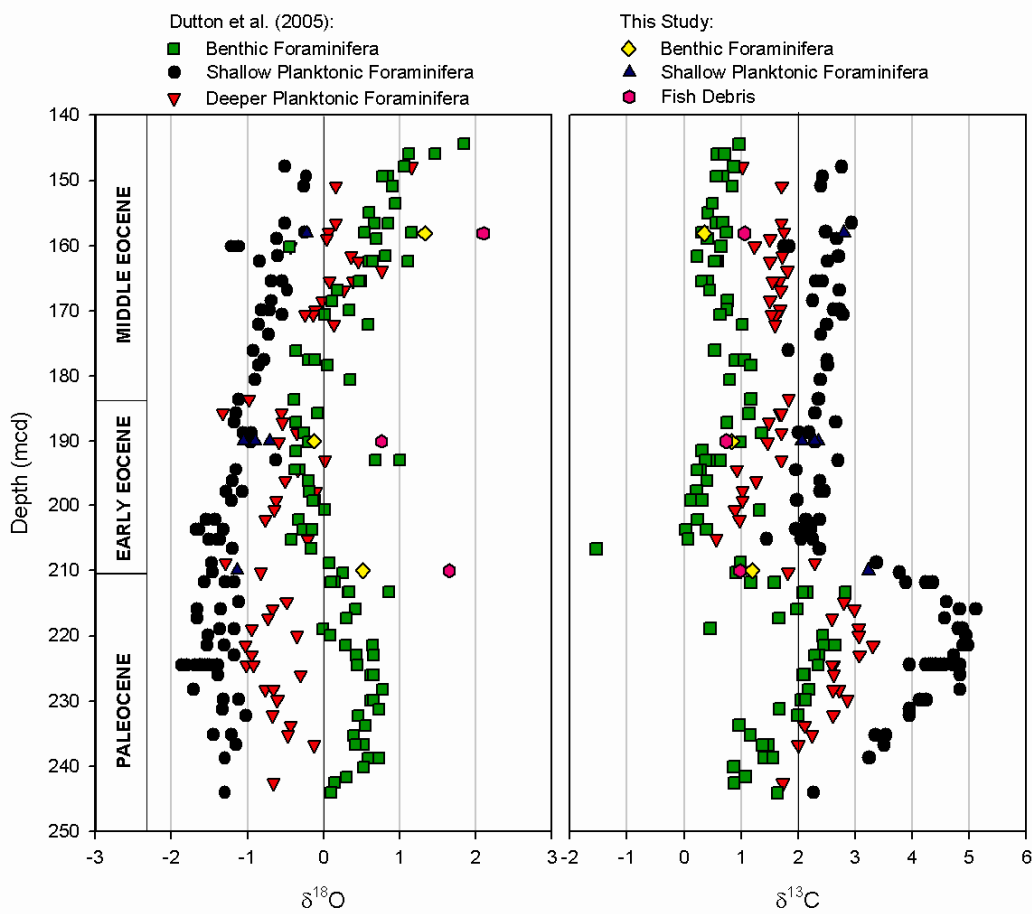 Dutton et al. (2005):
Benthic Foraminifera
Shallow Planktonic Foraminifera
Deeper Planktonic Foraminifera
This Study:
Benthic Foraminifera
Shallow Planktonic Foraminifera
Fish Debris
Depth (mcd)
140
150
160
170
180
190
200
210
220
230
240
250
MIDDLE EOCENE
EARLY EOCENE
PALEOCENE
-3 -2 -1 0 1 2 3
-2 -1 0 1 2 3 4 5 6
δ¹⁸O
δ¹³C